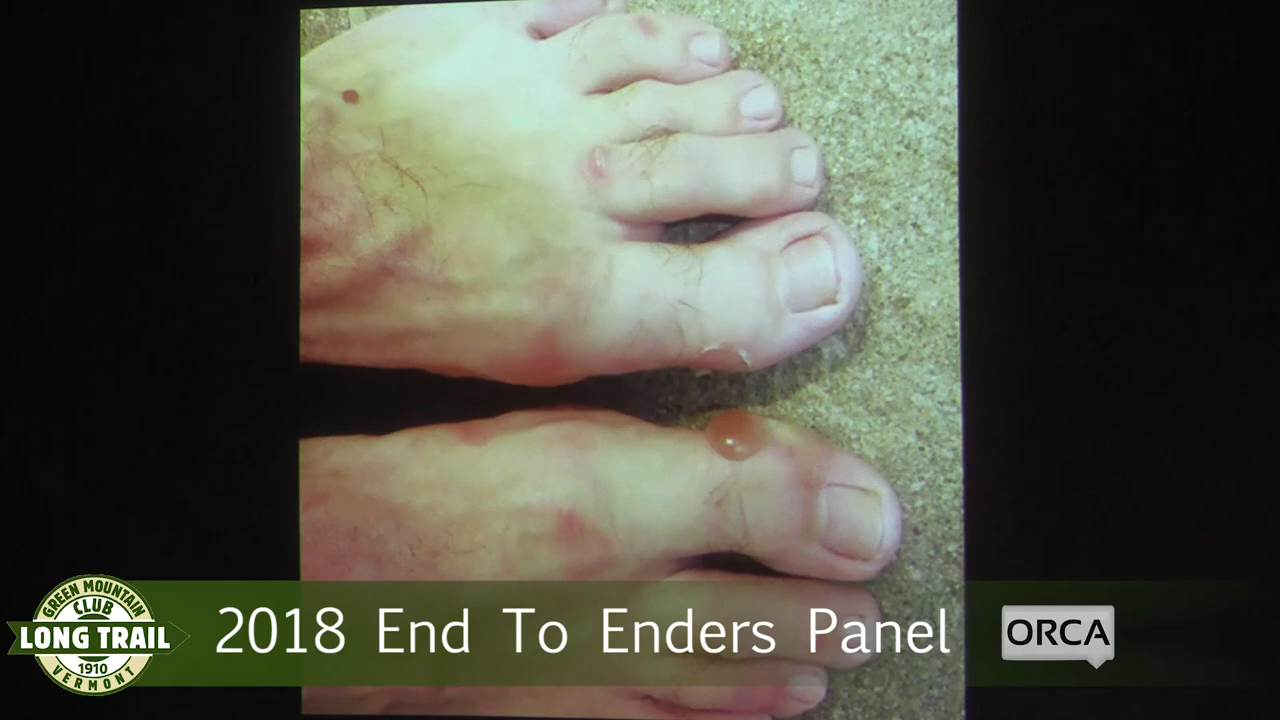 GREEN MOUNTAIN
CLUB
LONG TRAIL
1910
VERMONT
2018 End To Enders Panel
ORCA